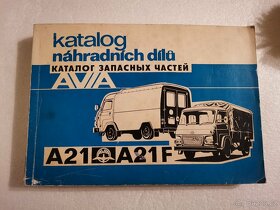 katalog
náhradních dílů
КАТАЛОГ ЗАПАСНЫХ ЧАСТЕЙ
AVIA
A21 A21F